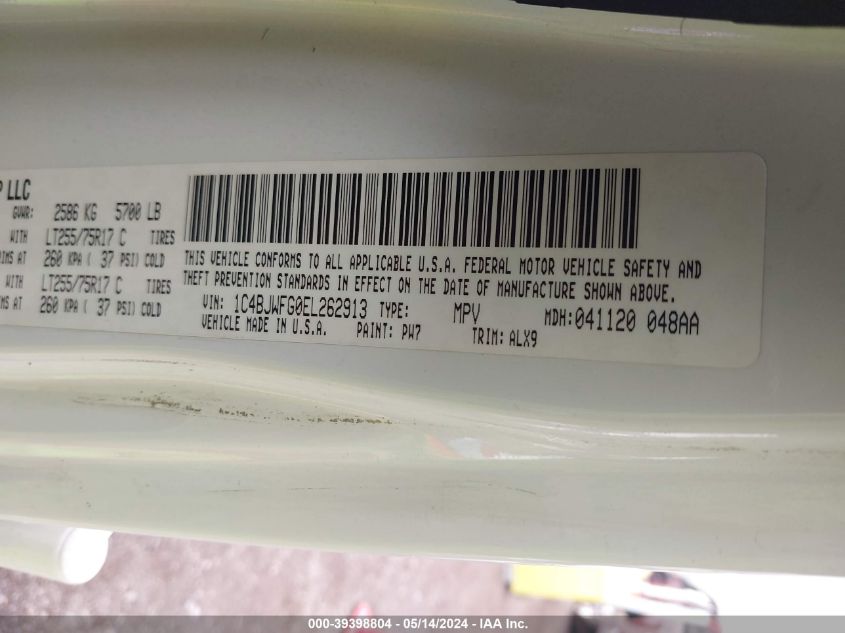 P LLC
GVWR: 2586 KG 5700 LB
WITH LT255/75R17 C TIRES
RIMS AT 260 KPA ( 37 PSI) COLD
WITH LT255/75R17 C TIRES
MS AT 260 KPA ( 37 PSI) COLD
THIS VEHICLE CONFORMS TO ALL APPLICABLE U.S.A. FEDERAL MOTOR VEHICLE SAFETY AND
THEFT PREVENTION STANDARDS IN EFFECT ON THE DATE OF MANUFACTURE SHOWN ABOVE.
VIN: 1C4BJWFG0EL262913 TYPE: MPV MDH:041120 048AA
VEHICLE MADE IN U.S.A. PAINT: PW7 TRIM: ALX9
000-39398804 - 05/14/2024 - IAA Inc.